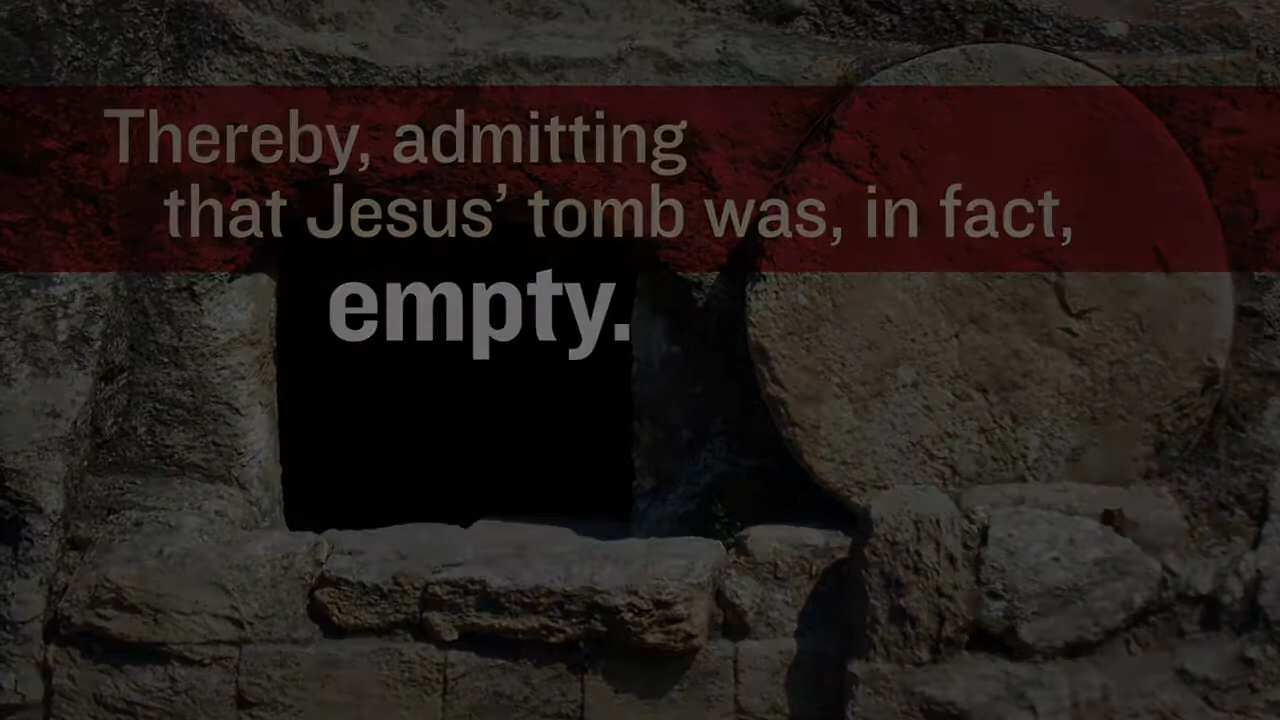 Thereby, admitting
that Jesus’ tomb was, in fact,
empty.